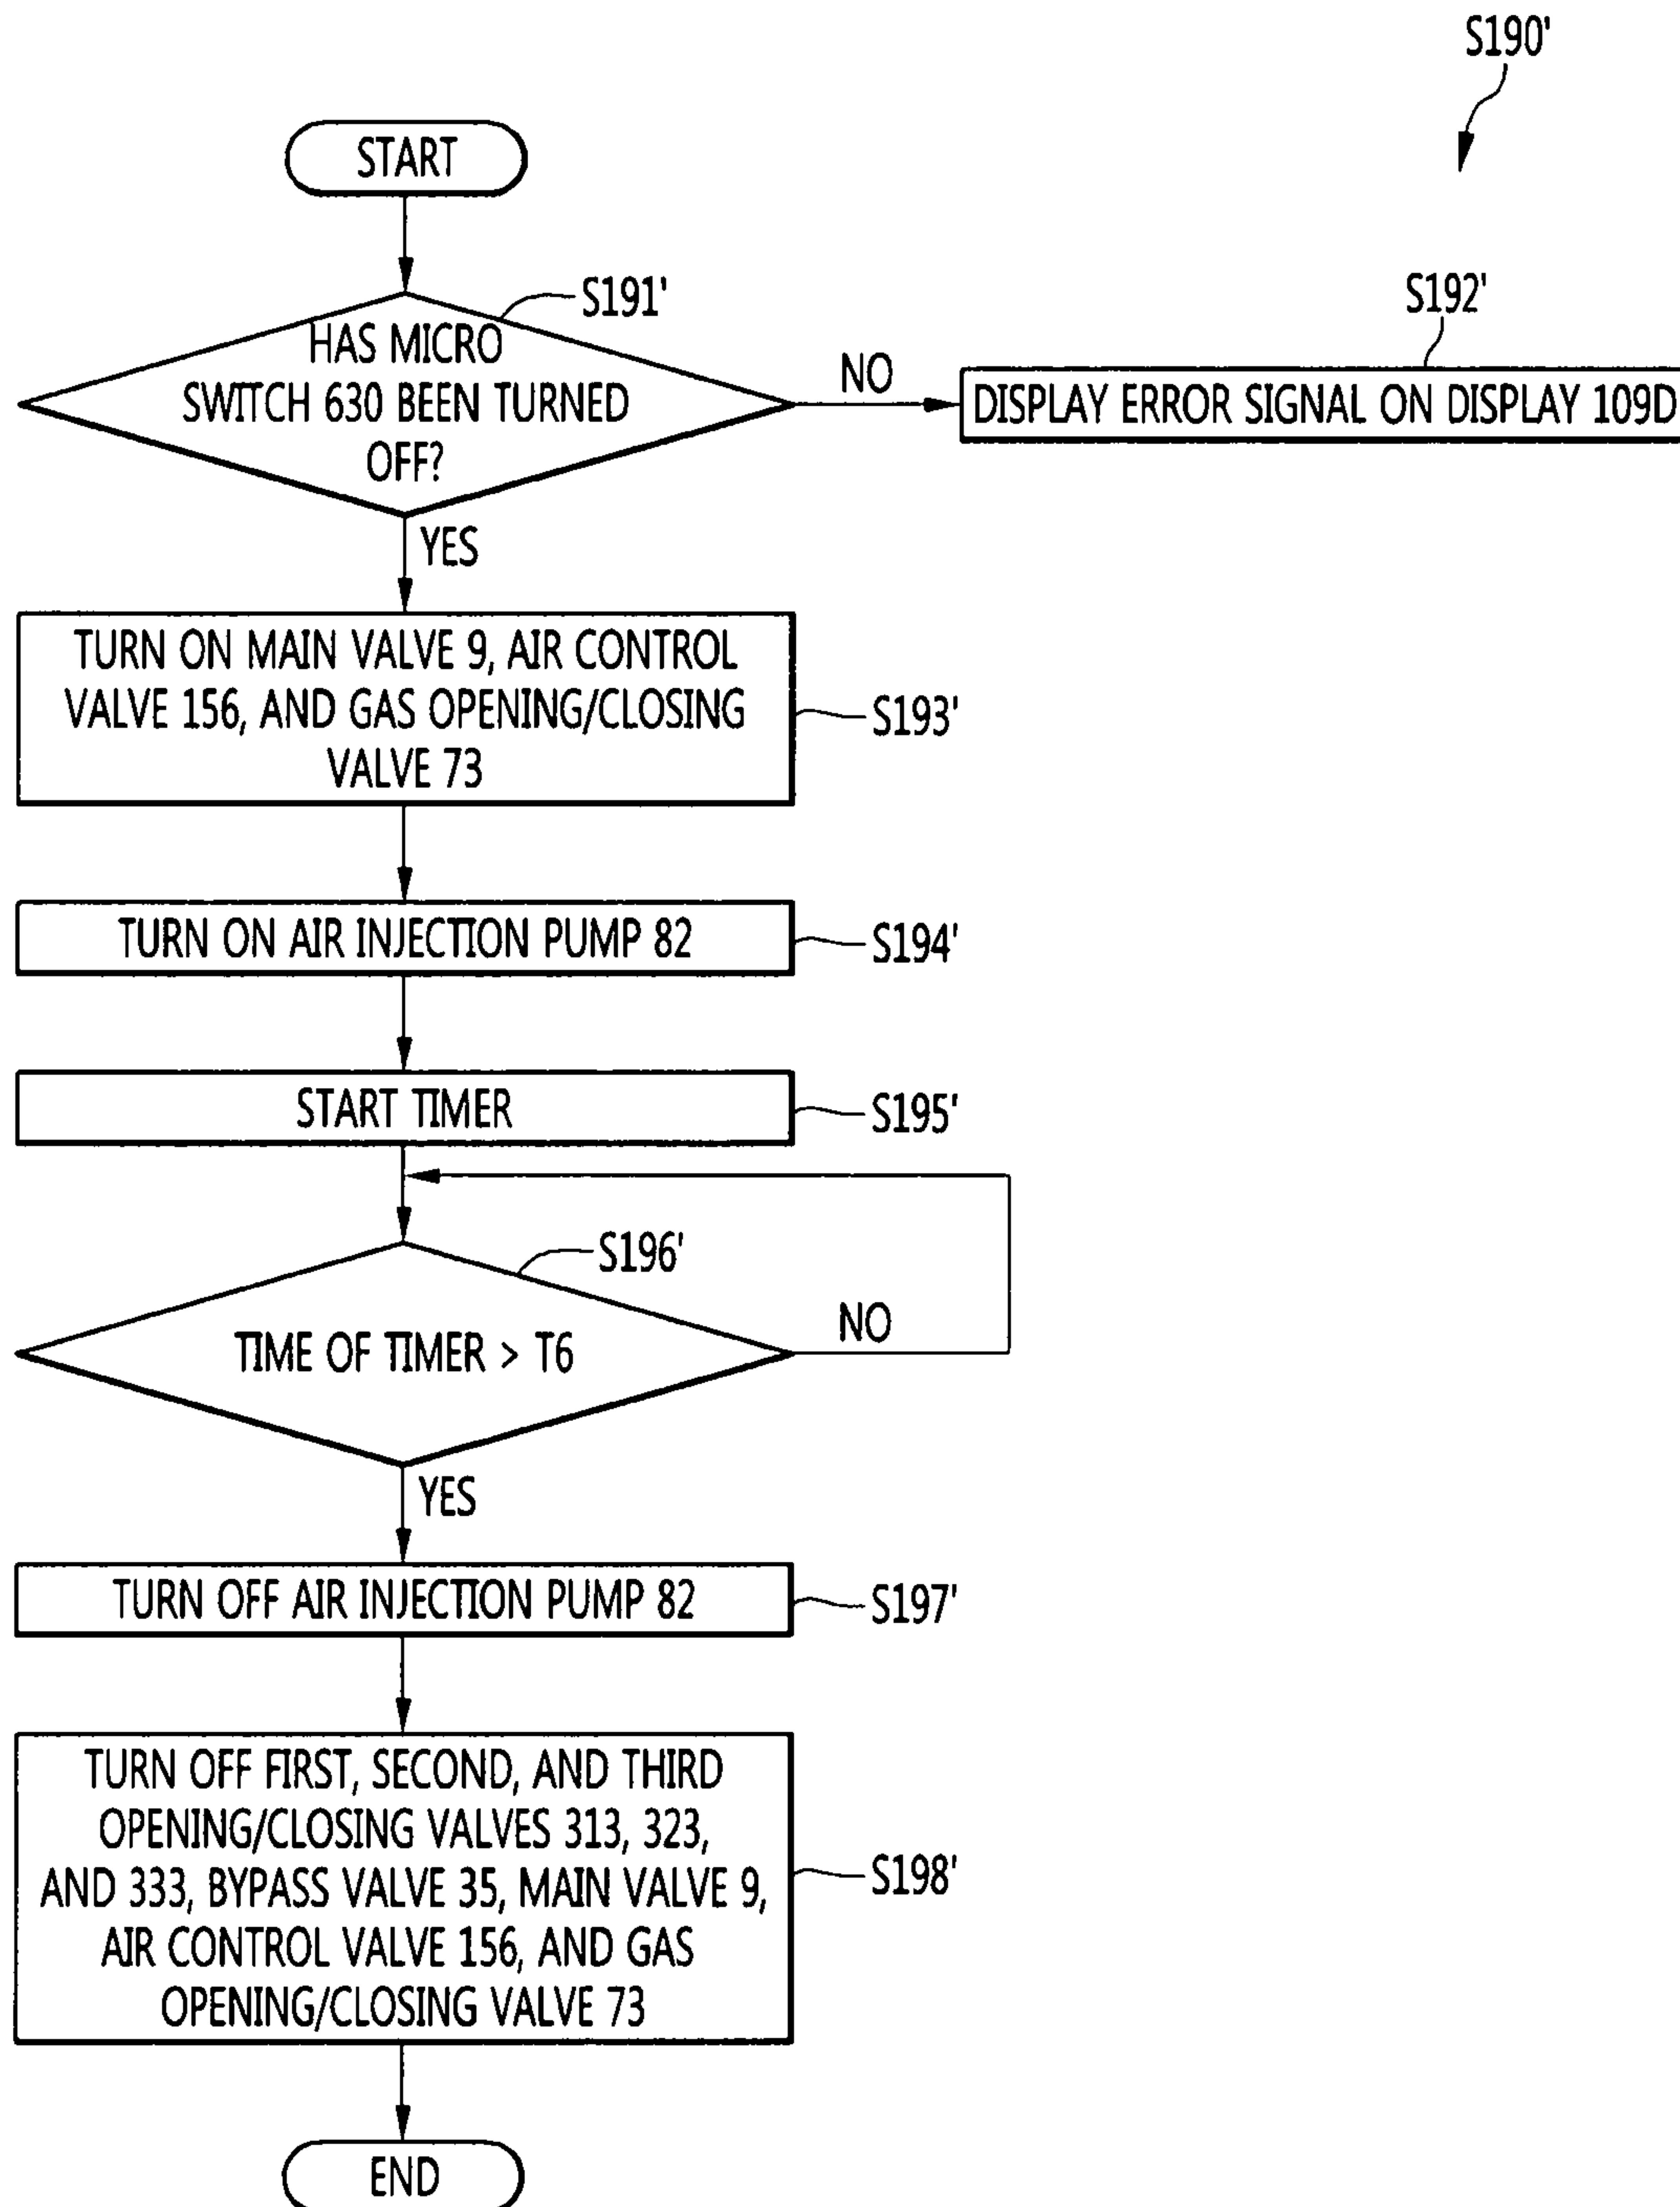 S190'
START
S191'
HAS MICRO
SWITCH 630 BEEN TURNED
OFF?
NO
S192'
DISPLAY ERROR SIGNAL ON DISPLAY 109D
YES
TURN ON MAIN VALVE 9, AIR CONTROL
VALVE 156, AND GAS OPENING/CLOSING
VALVE 73
S193'
TURN ON AIR INJECTION PUMP 82
S194'
START TIMER
S195'
S196'
TIME OF TIMER > T6
NO
YES
TURN OFF AIR INJECTION PUMP 82
S197'
TURN OFF FIRST, SECOND, AND THIRD
OPENING/CLOSING VALVES 313, 323,
AND 333, BYPASS VALVE 35, MAIN VALVE 9,
AIR CONTROL VALVE 156, AND GAS
OPENING/CLOSING VALVE 73
S198'
END